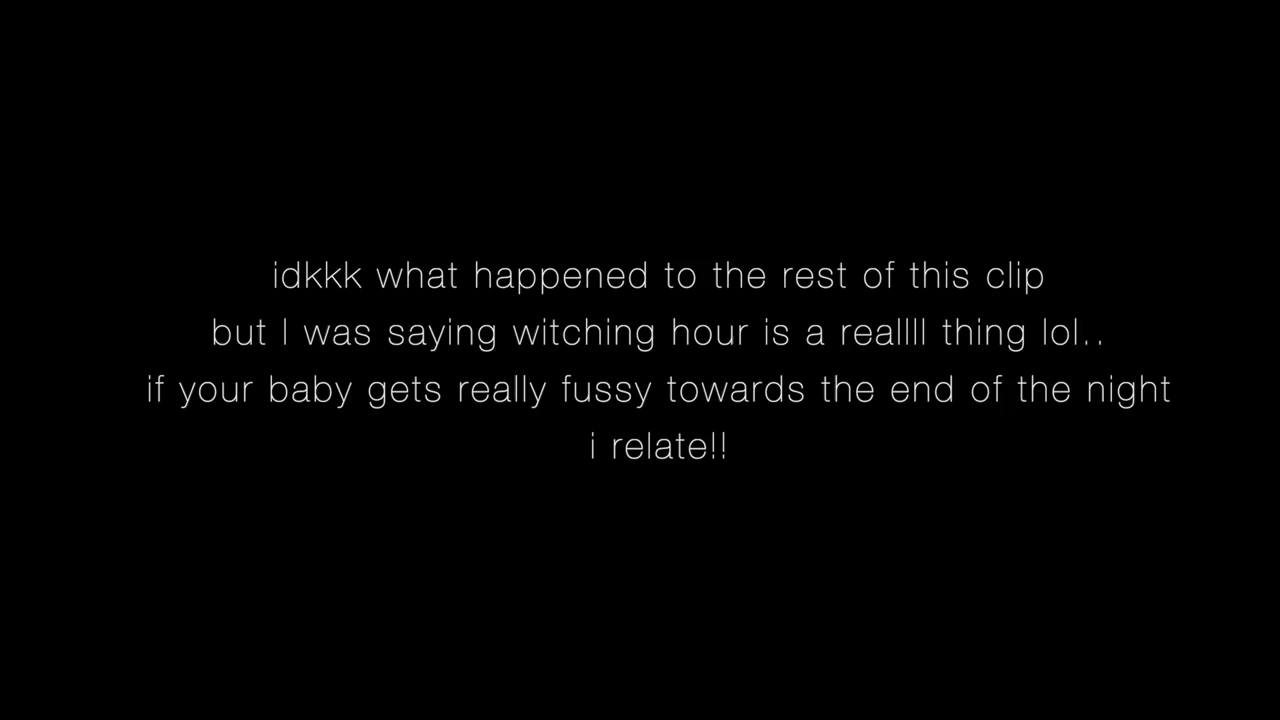 idkkk what happened to the rest of this clip
but I was saying witching hour is a reallll thing lol..
if your baby gets really fussy towards the end of the night
i relate!!